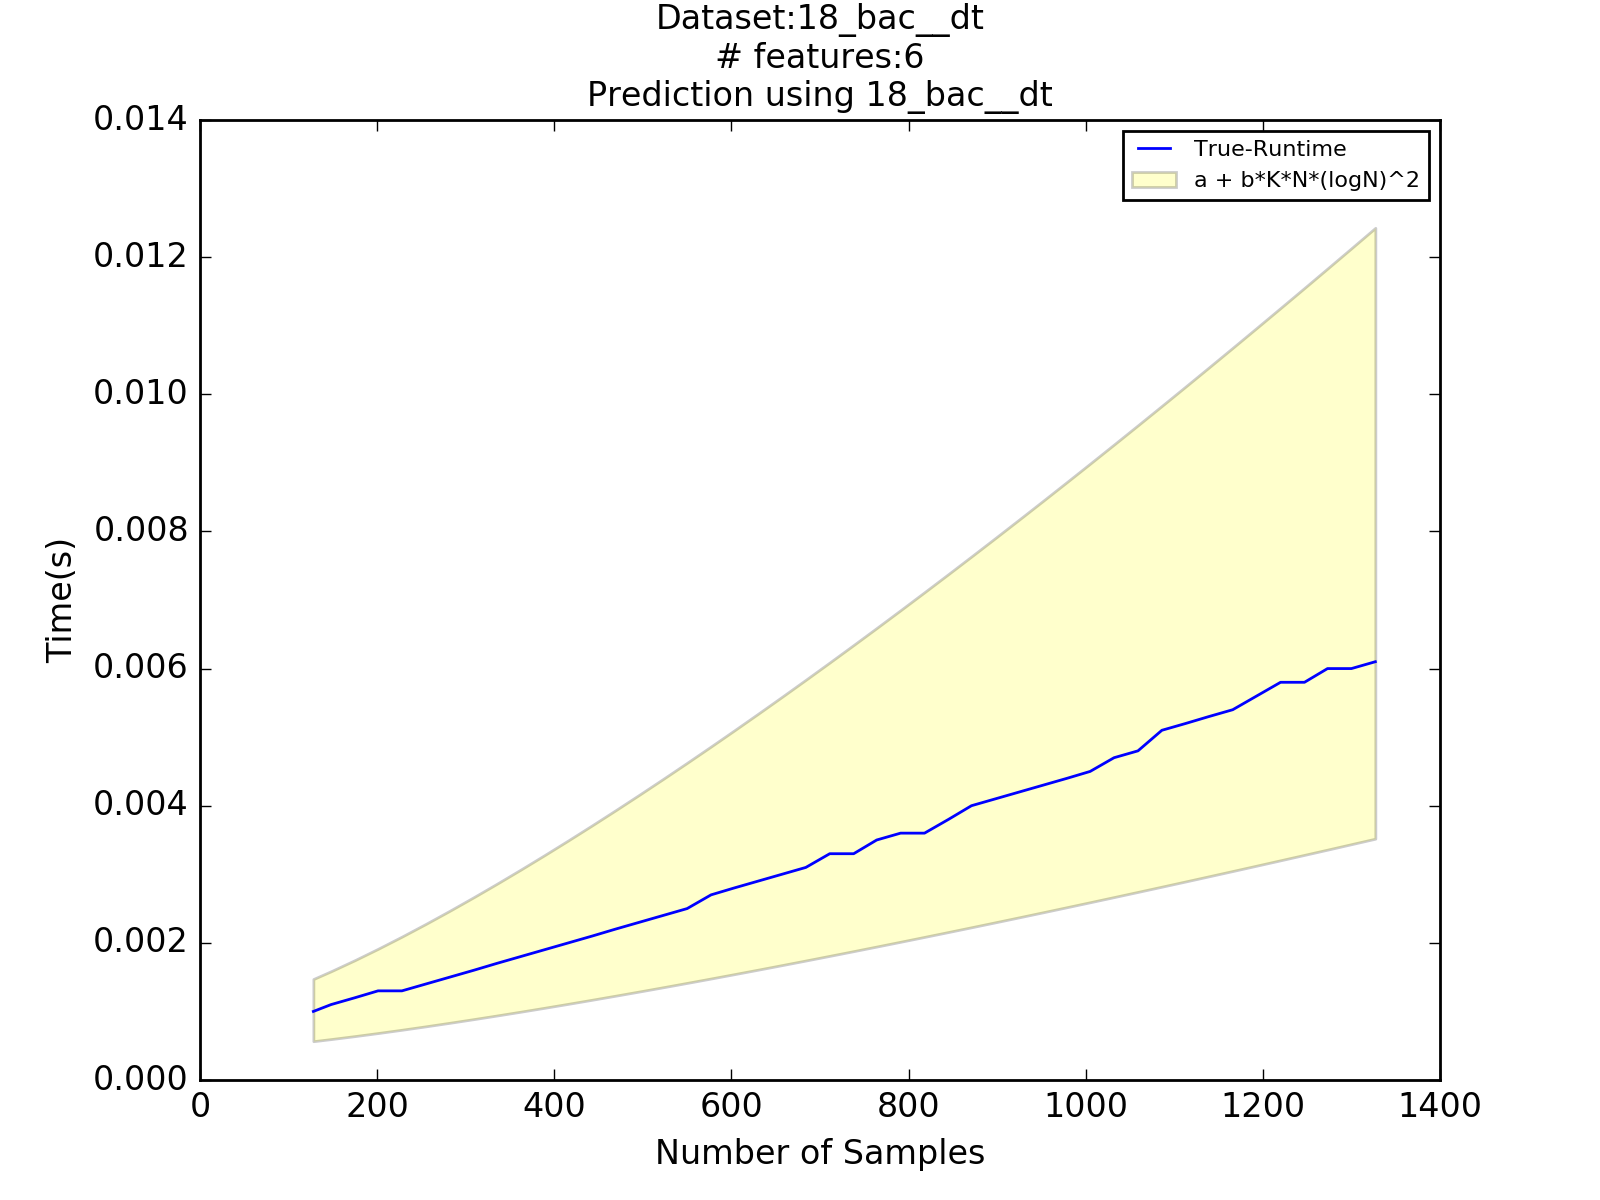 Dataset:18_bac__dt
# features:6
Prediction using 18_bac__dt
0.014
0.012
0.010
0.008
0.006
0.004
0.002
0.000
Time(s)
True-Runtime
a + b*K*N*(logN)^2
0 200 400 600 800 1000 1200 1400
Number of Samples